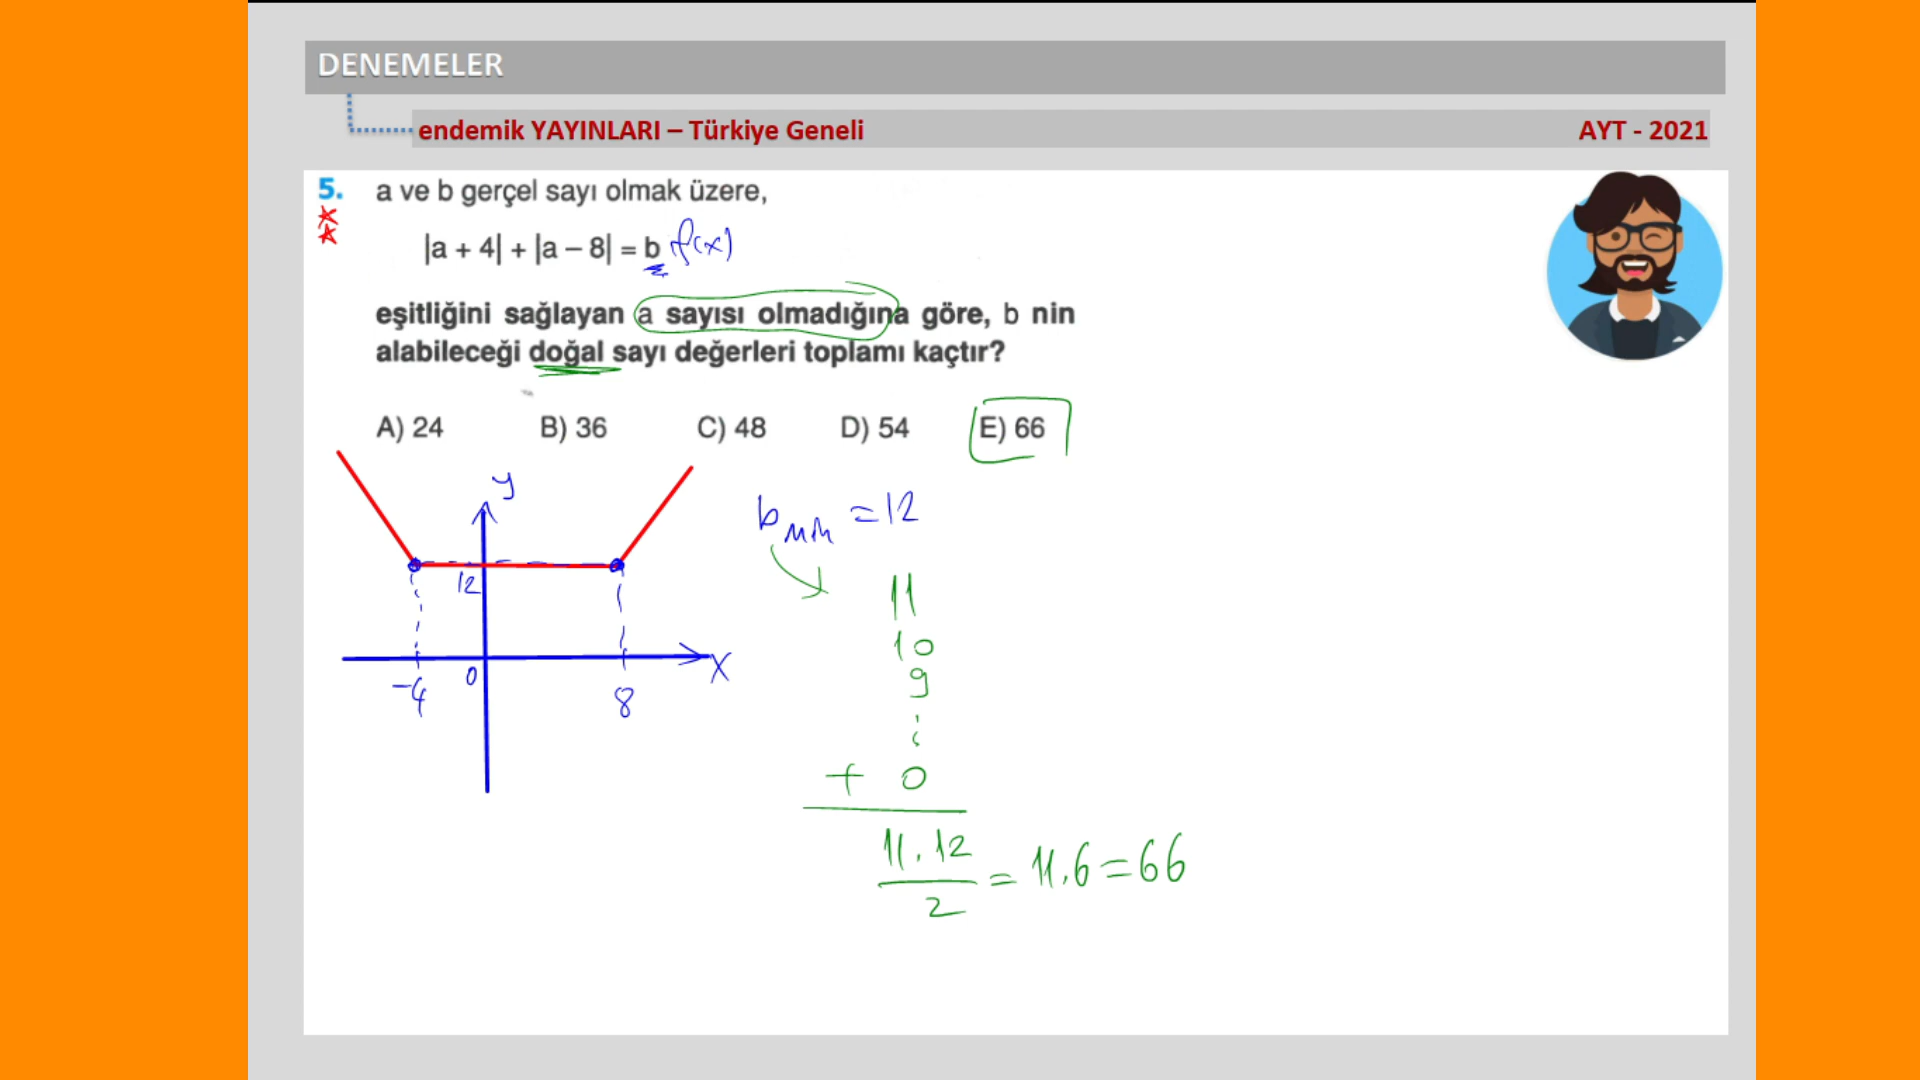 DENEMELER
endemik YAYINLARI – Türkiye Geneli AYT - 2021
5. a ve b gerçel sayı olmak üzere,
|a + 4| + |a – 8| = b f(x)
eşitliğini sağlayan a sayısı olmadığına göre, b nin
alabileceği doğal sayı değerleri toplamı kaçtır?
A) 24 B) 36 C) 48 D) 54 E) 66
y
12
0
-4
8
x
b min = 12
11
10
9
⋮
+ 0
11.12
2
= 11.6 = 66